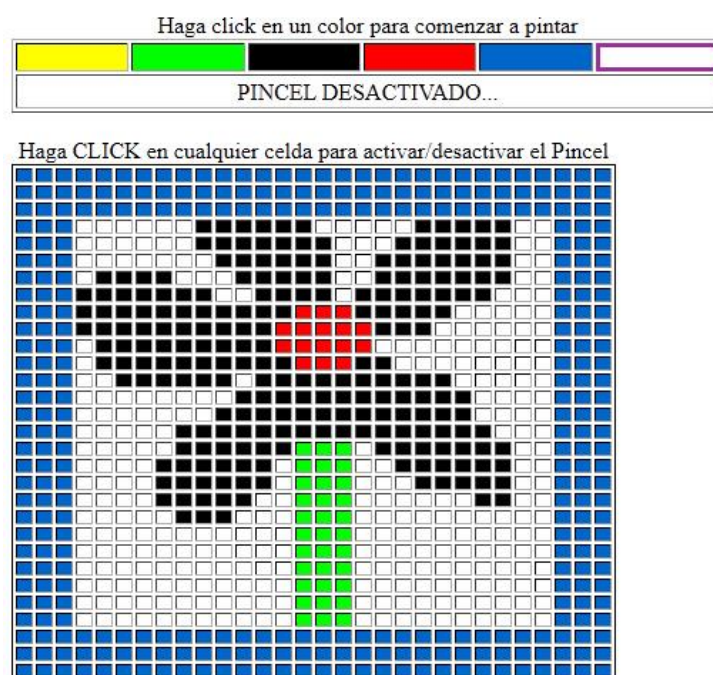 Haga click en un color para comenzar a pintar
PINCEL DESACTIVADO...
Haga CLICK en cualquier celda para activar/desactivar el Pincel